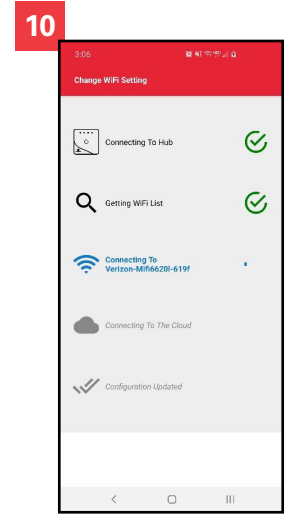 10
3:06
Change WiFi Setting
Connecting To Hub
Getting WiFi List
Connecting To
Verizon-Mifi6620l-619f
Connecting To The Cloud
Configuration Updated